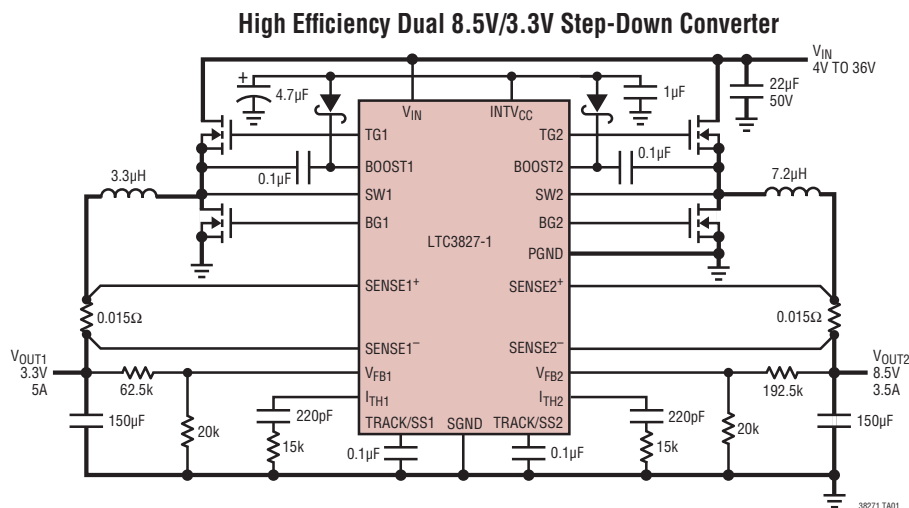 High Efficiency Dual 8.5V/3.3V Step-Down Converter
VIN
4V TO 36V
22µF
50V
+
4.7µF
1µF
VIN
INTVCC
TG1
TG2
BOOST1
BOOST2
0.1µF
0.1µF
3.3µH
7.2µH
SW1
SW2
BG1
BG2
LTC3827-1
PGND
SENSE1+
SENSE2+
0.015Ω
0.015Ω
SENSE1–
SENSE2–
VOUT1
3.3V
5A
VOUT2
8.5V
3.5A
62.5k
192.5k
VFB1
VFB2
ITH1
ITH2
150µF
220pF
220pF
150µF
20k
20k
15k
15k
TRACK/SS1
SGND
TRACK/SS2
0.1µF
0.1µF
38271 TA01